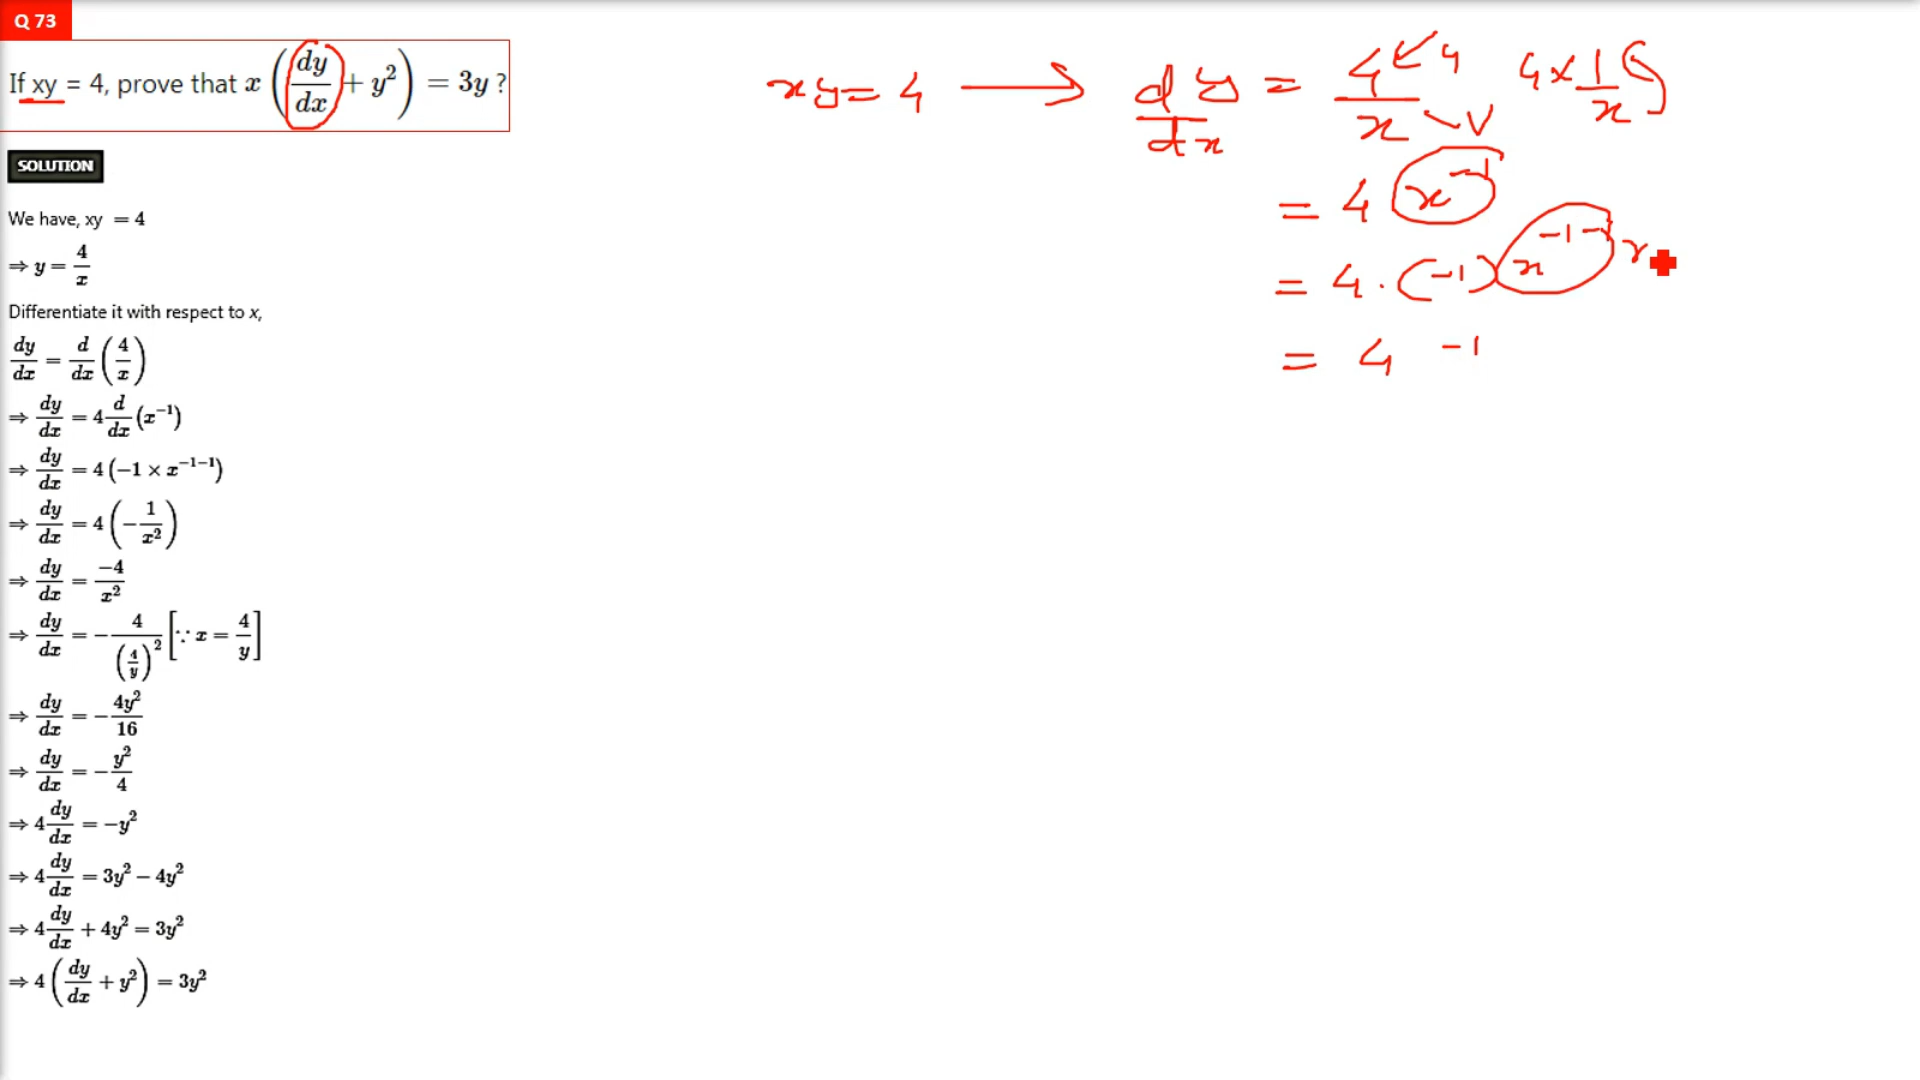 Q 73
If xy = 4, prove that x (dy/dx + y²) = 3y ?
SOLUTION
We have, xy = 4
⇒ y = 4/x
Differentiate it with respect to x,
dy/dx = d/dx (4/x)
⇒ dy/dx = 4 d/dx (x⁻¹)
⇒ dy/dx = 4 (−1 × x⁻¹⁻¹)
⇒ dy/dx = 4 (− 1/x²)
⇒ dy/dx = −4/x²
⇒ dy/dx = − 4/(4/y)² [∵ x = 4/y]
⇒ dy/dx = − 4y²/16
⇒ dy/dx = − y²/4
⇒ 4 dy/dx = −y²
⇒ 4 dy/dx = 3y² − 4y²
⇒ 4 dy/dx + 4y² = 3y²
⇒ 4 (dy/dx + y²) = 3y²
xy = 4 → dy/dx = 4/x 4 v 4 × 1/x
= 4 x⁻¹
= 4 · (−1) x⁻¹⁻¹
= 4 −1